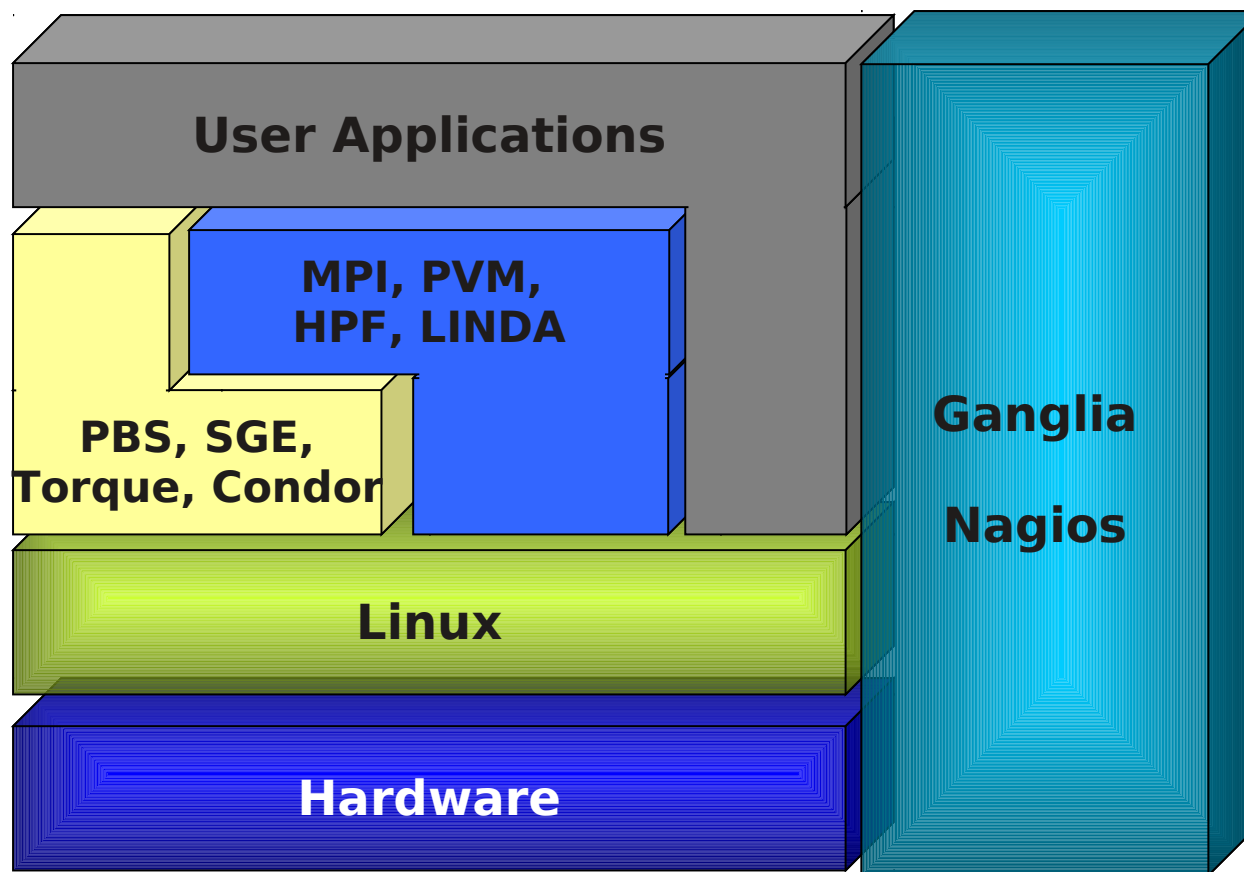 User Applications
MPI, PVM,
HPF, LINDA
PBS, SGE,
Torque, Condor
Ganglia
Nagios
Linux
Hardware